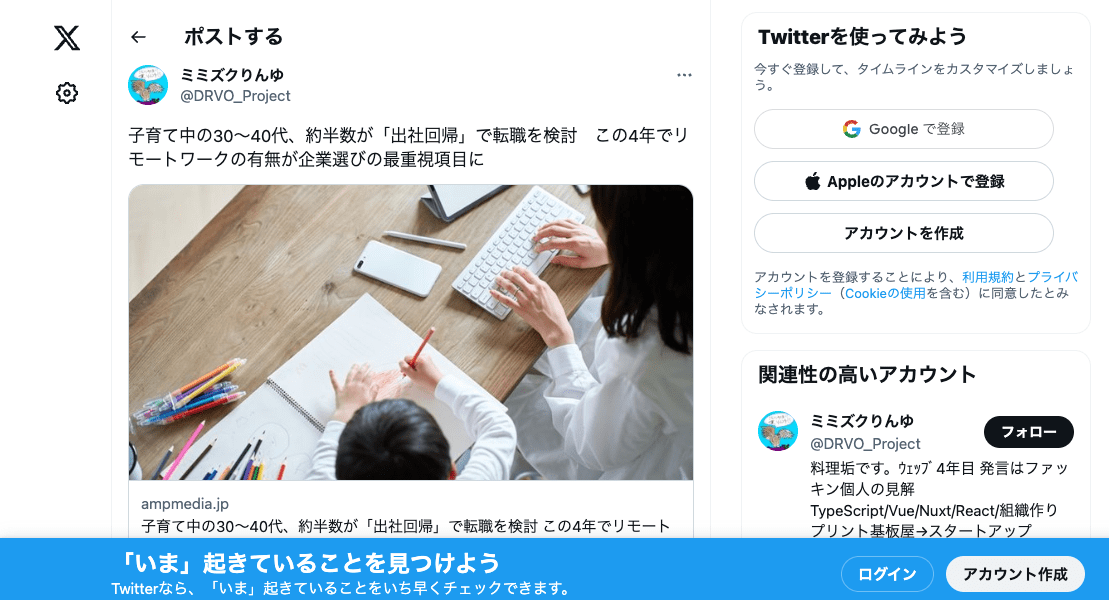 ポストする
ミミズクりんゆ
@DRVO_Project
子育て中の30〜40代、約半数が「出社回帰」で転職を検討　この4年でリ
モートワークの有無が企業選びの最重視項目に
ampmedia.jp
子育て中の30〜40代、約半数が「出社回帰」で転職を検討 この4年でリモート
Twitterを使ってみよう
今すぐ登録して、タイムラインをカスタマイズしましょ
う。
Google で登録
Appleのアカウントで登録
アカウントを作成
アカウントを登録することにより、利用規約とプライバ
シーポリシー（Cookieの使用を含む）に同意したとみ
なされます。
関連性の高いアカウント
ミミズクりんゆ
@DRVO_Project
フォロー
料理垢です。ｳｪｯﾌﾞ 4年目 発言はファッ
キン個人の見解
TypeScript/Vue/Nuxt/React/組織作り
プリント基板屋→スタートアップ
「いま」起きていることを見つけよう
Twitterなら、「いま」起きていることをいち早くチェックできます。
ログイン
アカウント作成